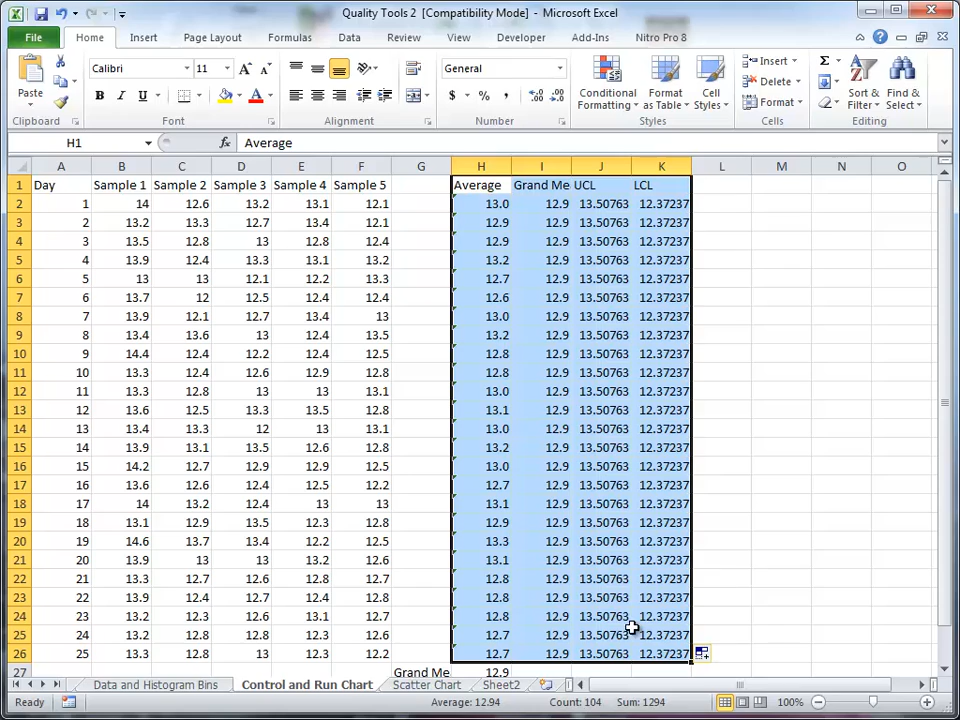 Quality Tools 2 [Compatibility Mode] - Microsoft Excel
File Home Insert Page Layout Formulas Data Review View Developer Add-Ins Nitro Pro 8
Paste Calibri 11 General Conditional Formatting Format as Table Cell Styles Insert Delete Format Sort & Filter Find & Select
Clipboard Font Alignment Number Styles Cells Editing
H1 fx Average
A B C D E F G H I J K L M N O
1 Day Sample 1 Sample 2 Sample 3 Sample 4 Sample 5 Average Grand Me UCL LCL
2 1 14 12.6 13.2 13.1 12.1 13.0 12.9 13.50763 12.37237
3 2 13.2 13.3 12.7 13.4 12.1 12.9 12.9 13.50763 12.37237
4 3 13.5 12.8 13 12.8 12.4 12.9 12.9 13.50763 12.37237
5 4 13.9 12.4 13.3 13.1 13.2 13.2 12.9 13.50763 12.37237
6 5 13 13 12.1 12.2 13.3 12.7 12.9 13.50763 12.37237
7 6 13.7 12 12.5 12.4 12.4 12.6 12.9 13.50763 12.37237
8 7 13.9 12.1 12.7 13.4 13 13.0 12.9 13.50763 12.37237
9 8 13.4 13.6 13 12.4 13.5 13.2 12.9 13.50763 12.37237
10 9 14.4 12.4 12.2 12.4 12.5 12.8 12.9 13.50763 12.37237
11 10 13.3 12.4 12.6 12.9 12.8 12.8 12.9 13.50763 12.37237
12 11 13.3 12.8 13 13 13.1 13.0 12.9 13.50763 12.37237
13 12 13.6 12.5 13.3 13.5 12.8 13.1 12.9 13.50763 12.37237
14 13 13.4 13.3 12 13 13.1 13.0 12.9 13.50763 12.37237
15 14 13.9 13.1 13.5 12.6 12.8 13.2 12.9 13.50763 12.37237
16 15 14.2 12.7 12.9 12.9 12.5 13.0 12.9 13.50763 12.37237
17 16 13.6 12.6 12.4 12.5 12.2 12.7 12.9 13.50763 12.37237
18 17 14 13.2 12.4 13 13 13.1 12.9 13.50763 12.37237
19 18 13.1 12.9 13.5 12.3 12.8 12.9 12.9 13.50763 12.37237
20 19 14.6 13.7 13.4 12.2 12.5 13.3 12.9 13.50763 12.37237
21 20 13.9 13 13 13.2 12.6 13.1 12.9 13.50763 12.37237
22 21 13.3 12.7 12.6 12.8 12.7 12.8 12.9 13.50763 12.37237
23 22 13.9 12.4 12.7 12.4 12.8 12.8 12.9 13.50763 12.37237
24 23 13.2 12.3 12.6 13.1 12.7 12.8 12.9 13.50763 12.37237
25 24 13.2 12.8 12.8 12.3 12.6 12.7 12.9 13.50763 12.37237
26 25 13.3 12.8 13 12.3 12.2 12.7 12.9 13.50763 12.37237
27 Grand Me 12.9
Data and Histogram Bins Control and Run Chart Scatter Chart Sheet2
Ready Average: 12.94 Count: 104 Sum: 1294 100%